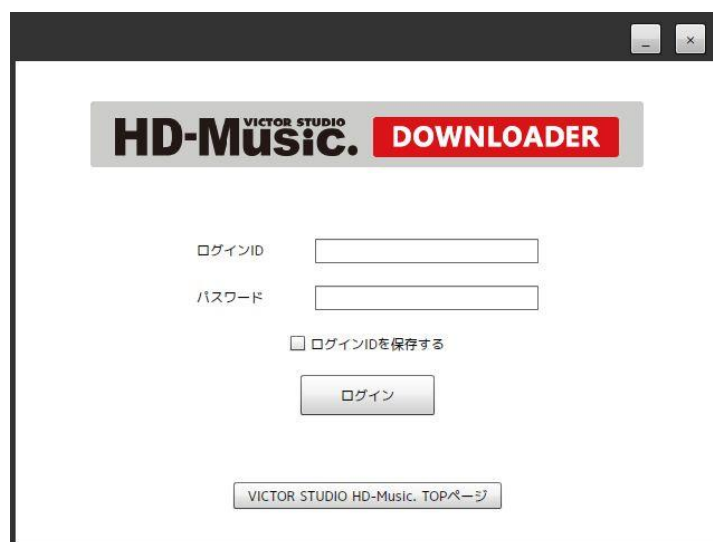 _ ×
HD-Music. VICTOR STUDIO DOWNLOADER
ログインID
パスワード
ログインIDを保存する
ログイン
VICTOR STUDIO HD-Music. TOPページ